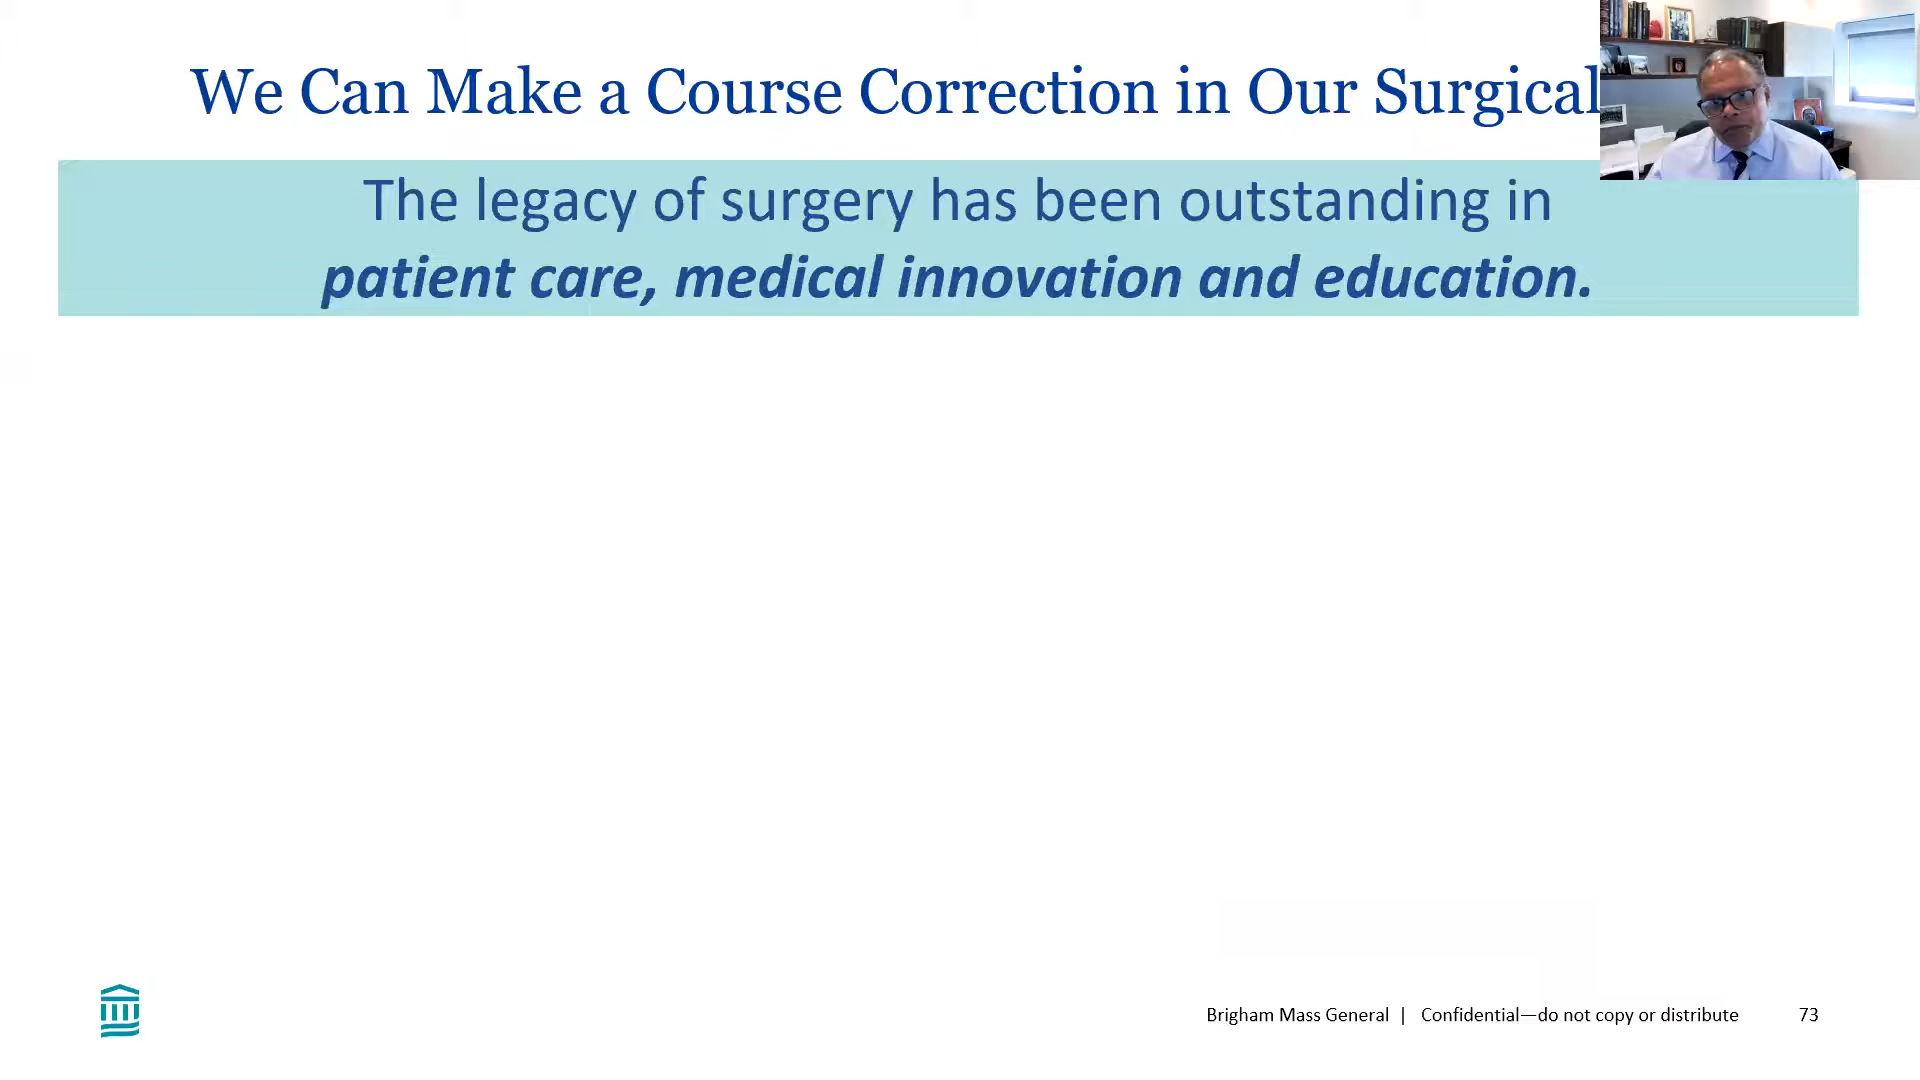 We Can Make a Course Correction in Our Surgical
The legacy of surgery has been outstanding in
patient care, medical innovation and education.
Brigham Mass General | Confidential—do not copy or distribute 73